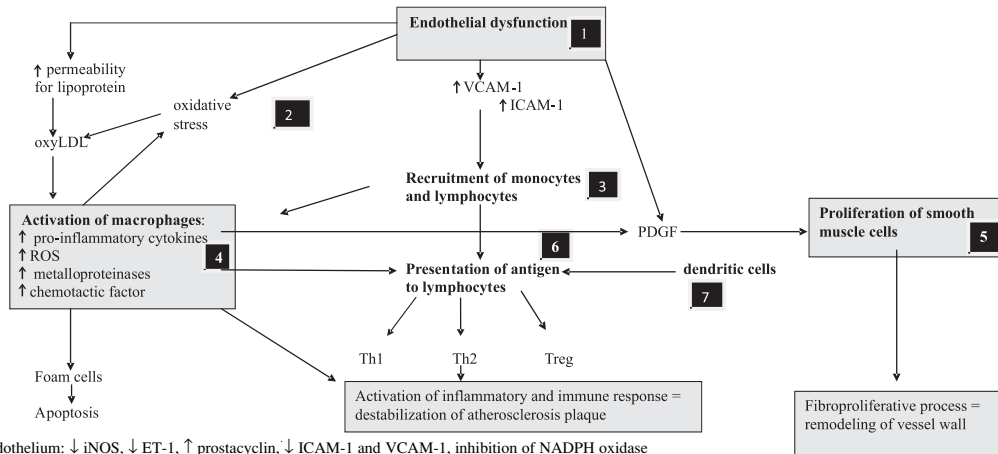 Endothelial dysfunction
1
↑ permeability
for lipoprotein
↑ VCAM-1
↑ ICAM-1
oxidative
stress
2
oxyLDL
Recruitment of monocytes
and lymphocytes
3
Activation of macrophages:
↑ pro-inflammatory cytokines
↑ ROS
↑ metalloproteinases
↑ chemotactic factor
4
PDGF
Proliferation of smooth
muscle cells
5
6
Presentation of antigen
to lymphocytes
dendritic cells
7
Th1
Th2
Treg
Foam cells
Apoptosis
Activation of inflammatory and immune response =
destabilization of atherosclerosis plaque
Fibroproliferative process =
remodeling of vessel wall
dothelium: ↓ iNOS, ↓ ET-1, ↑ prostacyclin, ↓ ICAM-1 and VCAM-1, inhibition of NADPH oxidase